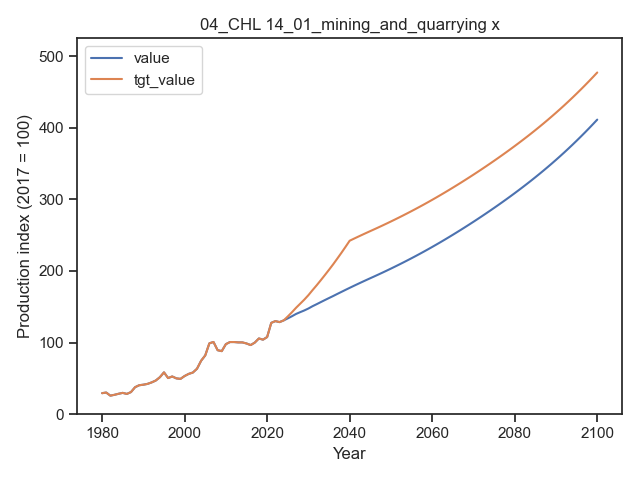 04_CHL 14_01_mining_and_quarrying x
value
tgt_value
Production index (2017 = 100)
500
400
300
200
100
0
1980
2000
2020
2040
2060
2080
2100
Year